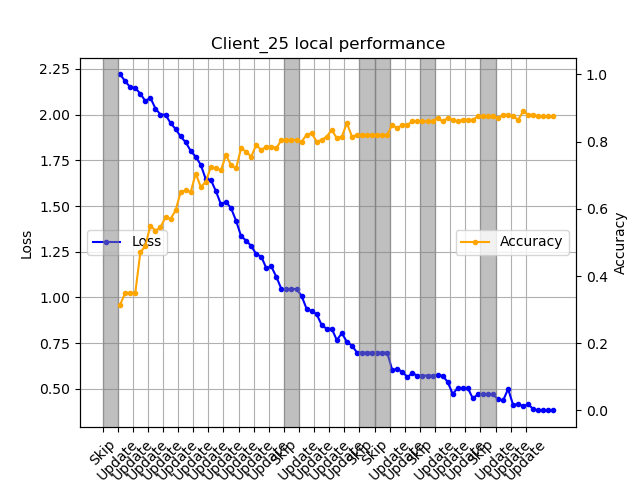 Client_25 local performance
2.25
2.00
1.75
1.50
1.25
1.00
0.75
0.50
Loss
Loss
Accuracy
1.0
0.8
0.6
0.4
0.2
0.0
Accuracy
Skip
Update
Update
Update
Update
Update
Update
Update
Update
Update
Update
Update
Skip
Update
Update
Update
Update
Skip
Skip
Update
Update
Skip
Update
Update
Update
Skip
Update
Update
Update